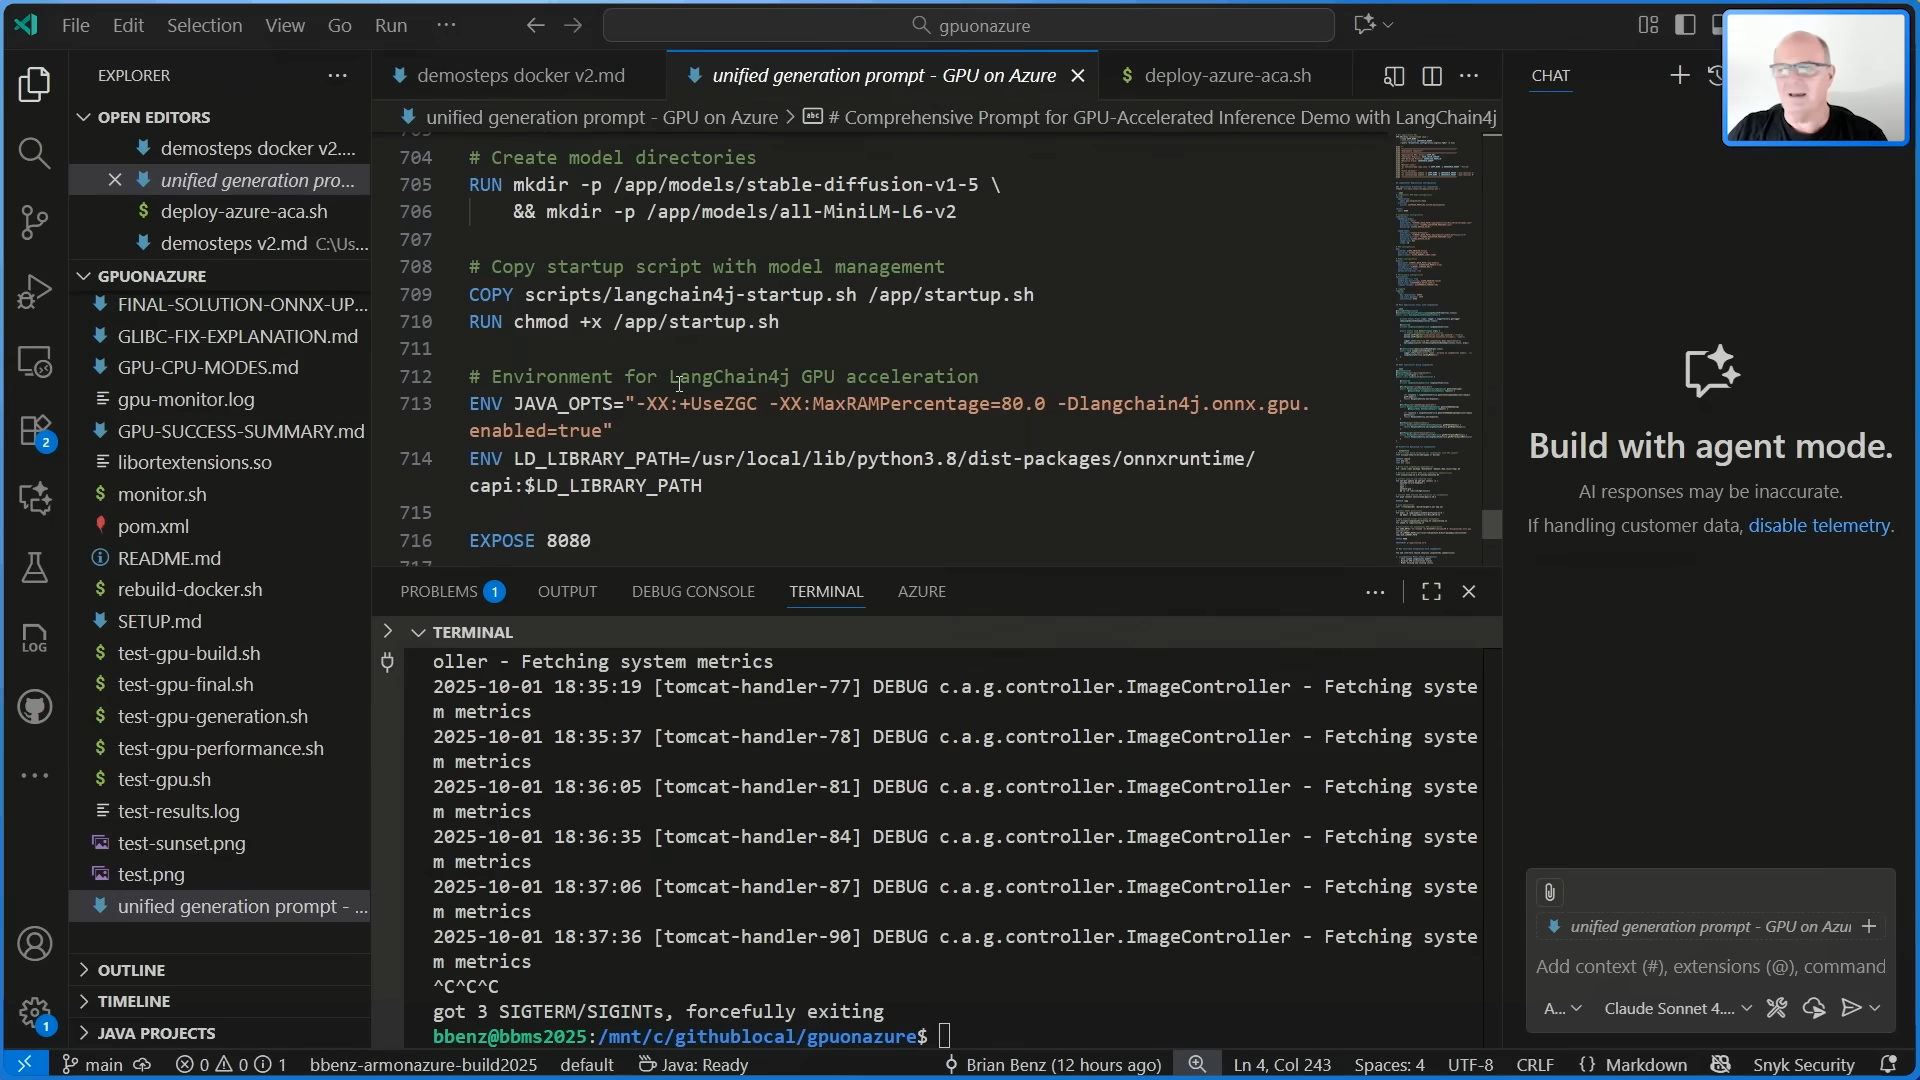 File Edit Selection View Go Run ···
gpuonazure
EXPLORER
OPEN EDITORS
demosteps docker v2....
unified generation pro...
deploy-azure-aca.sh
demosteps v2.md C:\Us...
GPUONAZURE
FINAL-SOLUTION-ONNX-UP...
GLIBC-FIX-EXPLANATION.md
GPU-CPU-MODES.md
gpu-monitor.log
GPU-SUCCESS-SUMMARY.md
libortextensions.so
monitor.sh
pom.xml
README.md
rebuild-docker.sh
SETUP.md
test-gpu-build.sh
test-gpu-final.sh
test-gpu-generation.sh
test-gpu-performance.sh
test-gpu.sh
test-results.log
test-sunset.png
test.png
unified generation prompt - ...
OUTLINE
TIMELINE
JAVA PROJECTS
2
LOG
1
demosteps docker v2.md
unified generation prompt - GPU on Azure
deploy-azure-aca.sh
unified generation prompt - GPU on Azure > # Comprehensive Prompt for GPU-Accelerated Inference Demo with LangChain4j
704 # Create model directories
705 RUN mkdir -p /app/models/stable-diffusion-v1-5 \
706 && mkdir -p /app/models/all-MiniLM-L6-v2
707
708 # Copy startup script with model management
709 COPY scripts/langchain4j-startup.sh /app/startup.sh
710 RUN chmod +x /app/startup.sh
711
712 # Environment for LangChain4j GPU acceleration
713 ENV JAVA_OPTS="-XX:+UseZGC -XX:MaxRAMPercentage=80.0 -Dlangchain4j.onnx.gpu.
enabled=true"
714 ENV LD_LIBRARY_PATH=/usr/local/lib/python3.8/dist-packages/onnxruntime/
capi:$LD_LIBRARY_PATH
715
716 EXPOSE 8080
PROBLEMS 1 OUTPUT DEBUG CONSOLE TERMINAL AZURE
TERMINAL
oller - Fetching system metrics
2025-10-01 18:35:19 [tomcat-handler-77] DEBUG c.a.g.controller.ImageController - Fetching syste
m metrics
2025-10-01 18:35:37 [tomcat-handler-78] DEBUG c.a.g.controller.ImageController - Fetching syste
m metrics
2025-10-01 18:36:05 [tomcat-handler-81] DEBUG c.a.g.controller.ImageController - Fetching syste
m metrics
2025-10-01 18:36:35 [tomcat-handler-84] DEBUG c.a.g.controller.ImageController - Fetching syste
m metrics
2025-10-01 18:37:06 [tomcat-handler-87] DEBUG c.a.g.controller.ImageController - Fetching syste
m metrics
2025-10-01 18:37:36 [tomcat-handler-90] DEBUG c.a.g.controller.ImageController - Fetching syste
m metrics
^C^C^C
got 3 SIGTERM/SIGINTs, forcefully exiting
bbenz@bbms2025:/mnt/c/githublocal/gpuonazure$
CHAT
Build with agent mode.
AI responses may be inaccurate.
If handling customer data, disable telemetry.
unified generation prompt - GPU on Azu
Add context (#), extensions (@), command
A... Claude Sonnet 4....
main 0 0 1 bbenz-armonazure-build2025 default Java: Ready Brian Benz (12 hours ago) Ln 4, Col 243 Spaces: 4 UTF-8 CRLF {} Markdown Snyk Security